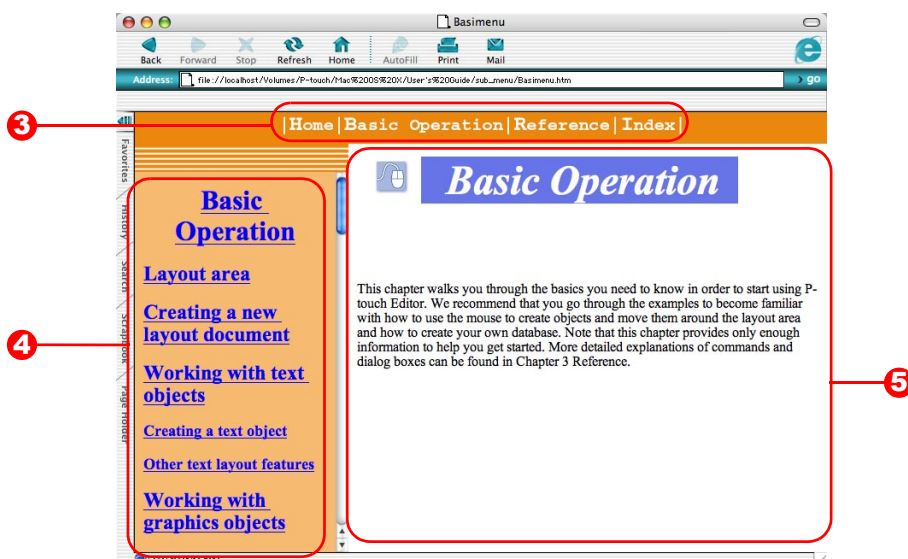 Basimenu
Back Forward Stop Refresh Home AutoFill Print Mail
Address: file://localhost/Volumes/P-touch/Mac%20OS%20X/User's%20Guide/sub_menu/Basimenu.htm go
3
|Home|Basic Operation|Reference|Index|
Favorites
History
Search
Scrapbook
Page Holder
4
Basic
Operation
Layout area
Creating a new
layout document
Working with text
objects
Creating a text object
Other text layout features
Working with
graphics objects
Basic Operation
This chapter walks you through the basics you need to know in order to start using P-
touch Editor. We recommend that you go through the examples to become familiar
with how to use the mouse to create objects and move them around the layout area
and how to create your own database. Note that this chapter provides only enough
information to help you get started. More detailed explanations of commands and
dialog boxes can be found in Chapter 3 Reference.
5